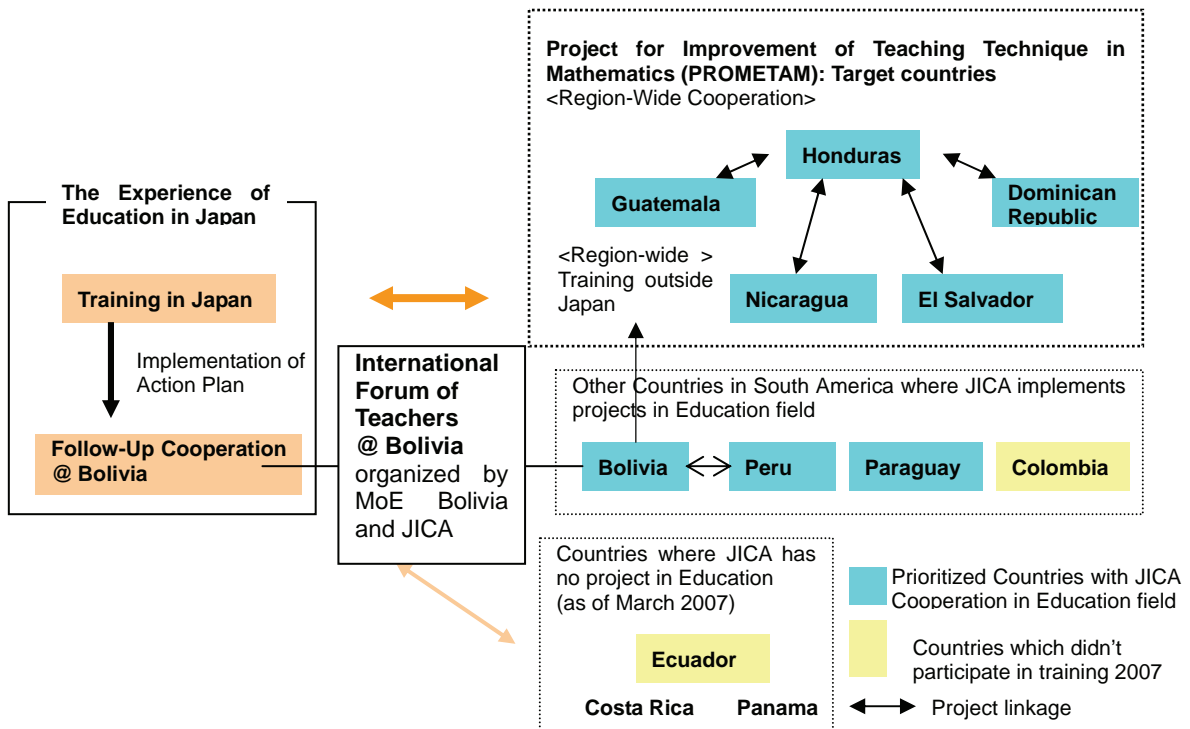 Project for Improvement of Teaching Technique in
Mathematics (PROMETAM): Target countries
<Region-Wide Cooperation>
Honduras
Guatemala
Dominican
Republic
<Region-wide >
Training outside
Japan
Nicaragua
El Salvador
The Experience of
Education in Japan
Training in Japan
Implementation of
Action Plan
Follow-Up Cooperation
@ Bolivia
International
Forum of
Teachers
@ Bolivia
organized by
MoE Bolivia
and JICA
Other Countries in South America where JICA implements
projects in Education field
Bolivia
Peru
Paraguay
Colombia
Countries where JICA has
no project in Education
(as of March 2007)
Ecuador
Costa Rica
Panama
Prioritized Countries with JICA
Cooperation in Education field
Countries which didn't
participate in training 2007
Project linkage